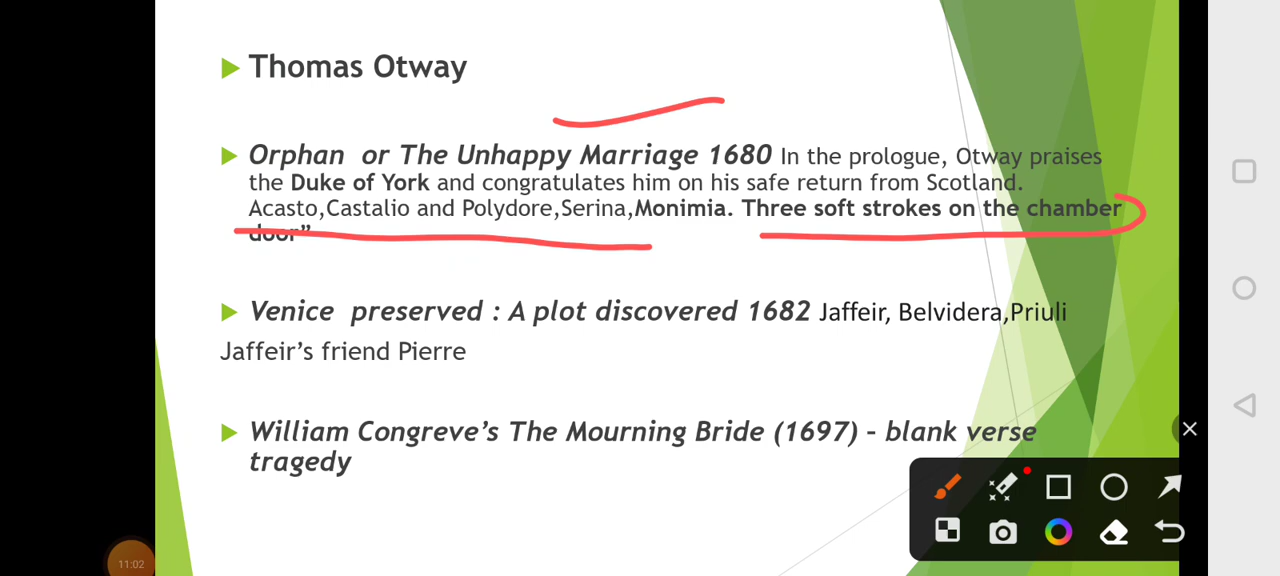 Thomas Otway
Orphan or The Unhappy Marriage 1680 In the prologue, Otway praises
the Duke of York and congratulates him on his safe return from Scotland.
Acasto,Castalio and Polydore,Serina,Monimia. Three soft strokes on the chamber
door"
Venice preserved : A plot discovered 1682 Jaffeir, Belvidera,Priuli
Jaffeir's friend Pierre
William Congreve's The Mourning Bride (1697) – blank verse
tragedy
11:02